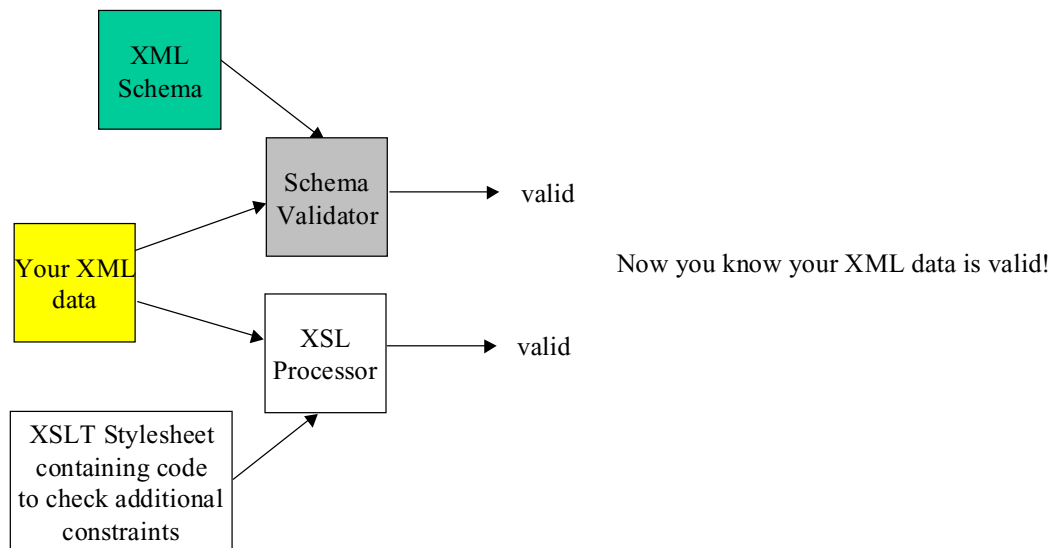 XML
Schema
Schema
Validator
valid
Your XML
data
Now you know your XML data is valid!
XSL
Processor
valid
XSLT Stylesheet
containing code
to check additional
constraints